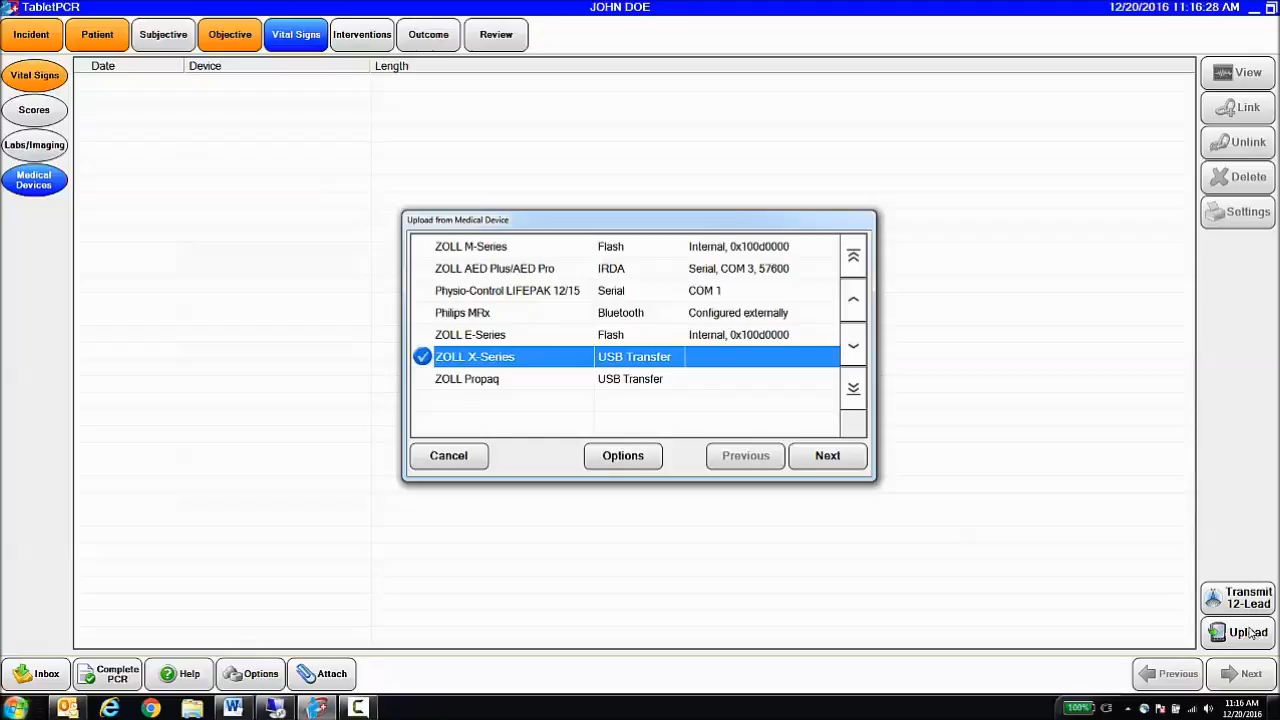 TabletPCR
JOHN DOE
12/20/2016 11:16:28 AM
Incident
Patient
Subjective
Objective
Vital Signs
Interventions
Outcome
Review
Vital Signs
Scores
Labs/Imaging
Medical
Devices
Date Device Length
View
Link
Unlink
Delete
Settings
Upload from Medical Device
ZOLL M-Series Flash Internal, 0x100d0000
ZOLL AED Plus/AED Pro IRDA Serial, COM 3, 57600
Physio-Control LIFEPAK 12/15 Serial COM 1
Philips MRx Bluetooth Configured externally
ZOLL E-Series Flash Internal, 0x100d0000
ZOLL X-Series USB Transfer
ZOLL Propaq USB Transfer
Cancel
Options
Previous
Next
Transmit
12-Lead
Upload
Inbox
Complete
PCR
Help
Options
Attach
Previous
Next
100%
11:16 AM
12/20/2016